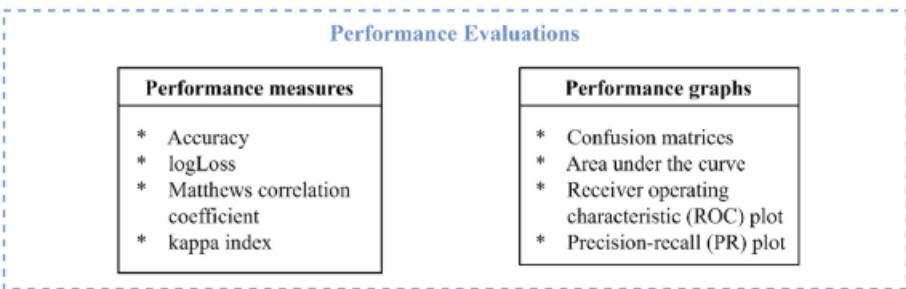 Performance Evaluations
Performance measures
* Accuracy
* logLoss
* Matthews correlation
coefficient
* kappa index
Performance graphs
* Confusion matrices
* Area under the curve
* Receiver operating
characteristic (ROC) plot
* Precision-recall (PR) plot